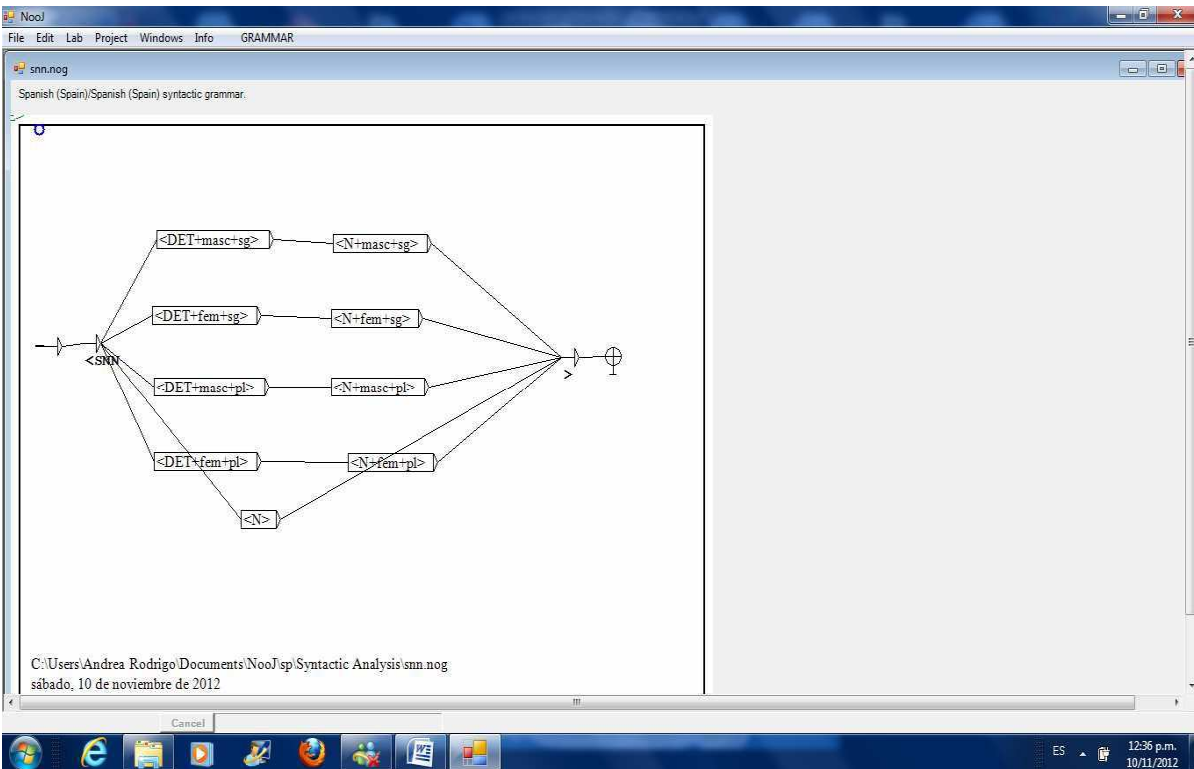 NooJ
File Edit Lab Project Windows Info GRAMMAR
snn.nog
Spanish (Spain)/Spanish (Spain) syntactic grammar.
<DET+masc+sg> <N+masc+sg>
<DET+fem+sg> <N+fem+sg>
<SNN
>
<DET+masc+pl> <N+masc+pl>
<DET+fem+pl> <N+fem+pl>
<N>
C:\Users\Andrea Rodrigo\Documents\NooJ\sp\Syntactic Analysis\snn.nog
sábado, 10 de noviembre de 2012
Cancel
ES 12:36 p.m.
10/11/2012